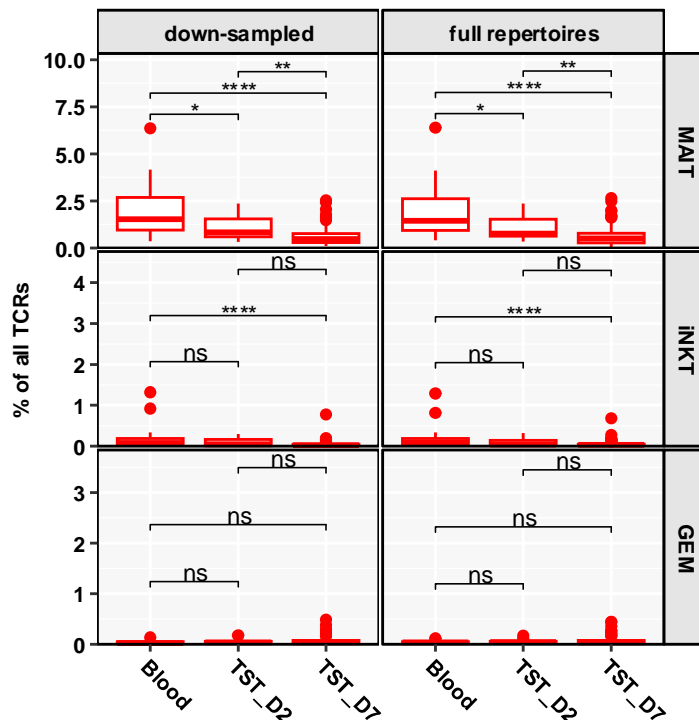 down-sampled
full repertoires
% of all TCRs
10.0
7.5
5.0
2.5
0.0
**
****
*
**
****
*
MAIT
4
3
2
1
0
ns
****
ns
ns
****
ns
iNKT
3
2
1
0
ns
ns
ns
ns
ns
ns
GEM
Blood
TST_D2
TST_D7
Blood
TST_D2
TST_D7